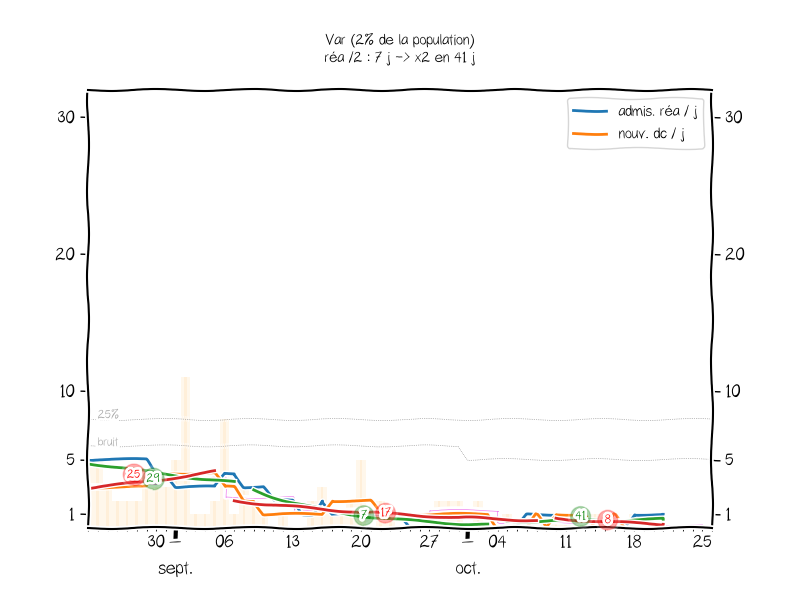 Var (2% de la population)
réa /2 : 7 j -> x2 en 41 j
admis. réa / j
nouv. dc / j
30 30
20 20
10 10
25%
bruit
5 5
25 29 7 17 41 8
1 1
30 06 13 20 27 04 11 18 25
sept. oct.